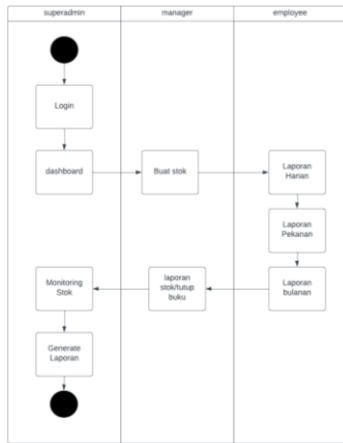 superadmin
manager
employee
Login
dashboard
Buat stok
Laporan
Harian
Laporan
Pekanan
Laporan
bulanan
laporan
stok/tutup
buku
Monitoring
Stok
Generate
Laporan